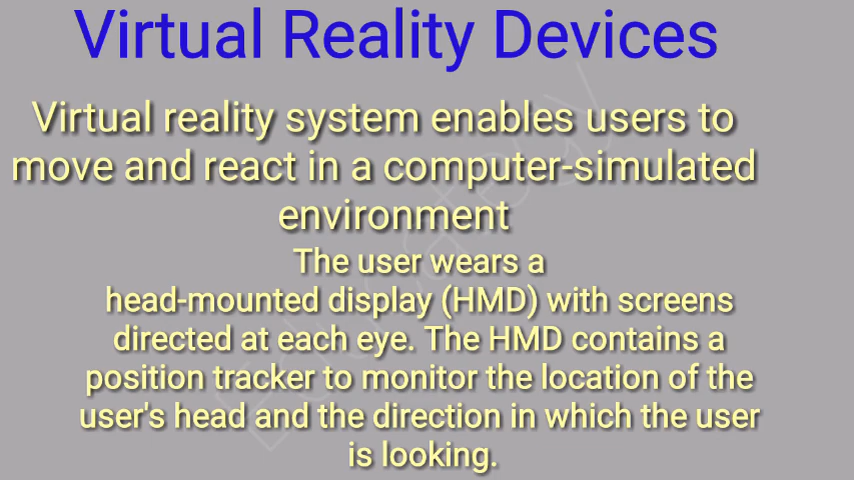 Virtual Reality Devices
Virtual reality system enables users to
move and react in a computer-simulated
environment
The user wears a
head-mounted display (HMD) with screens
directed at each eye. The HMD contains a
position tracker to monitor the location of the
user's head and the direction in which the user
is looking.